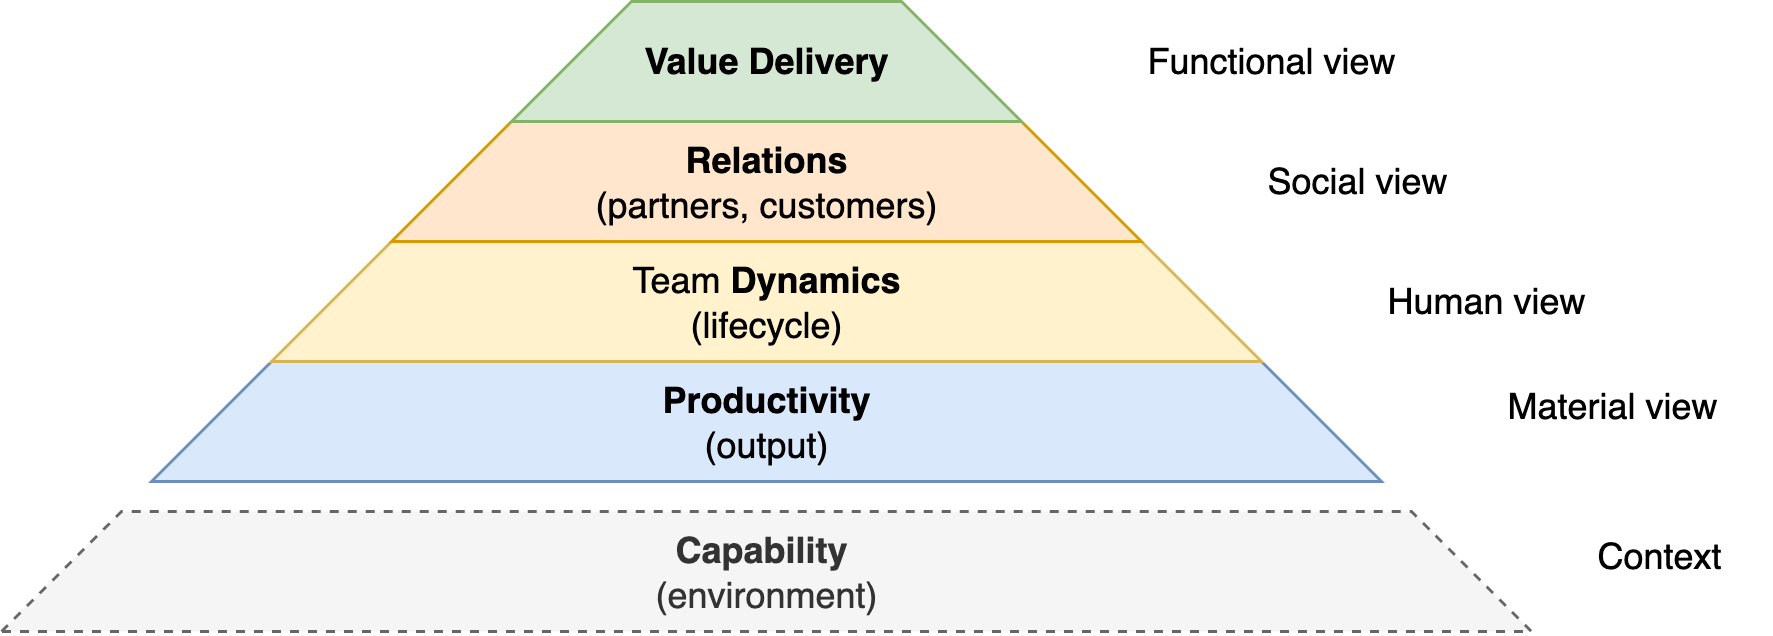 Value Delivery
Functional view
Relations
(partners, customers)
Social view
Team Dynamics
(lifecycle)
Human view
Productivity
(output)
Material view
Capability
(environment)
Context